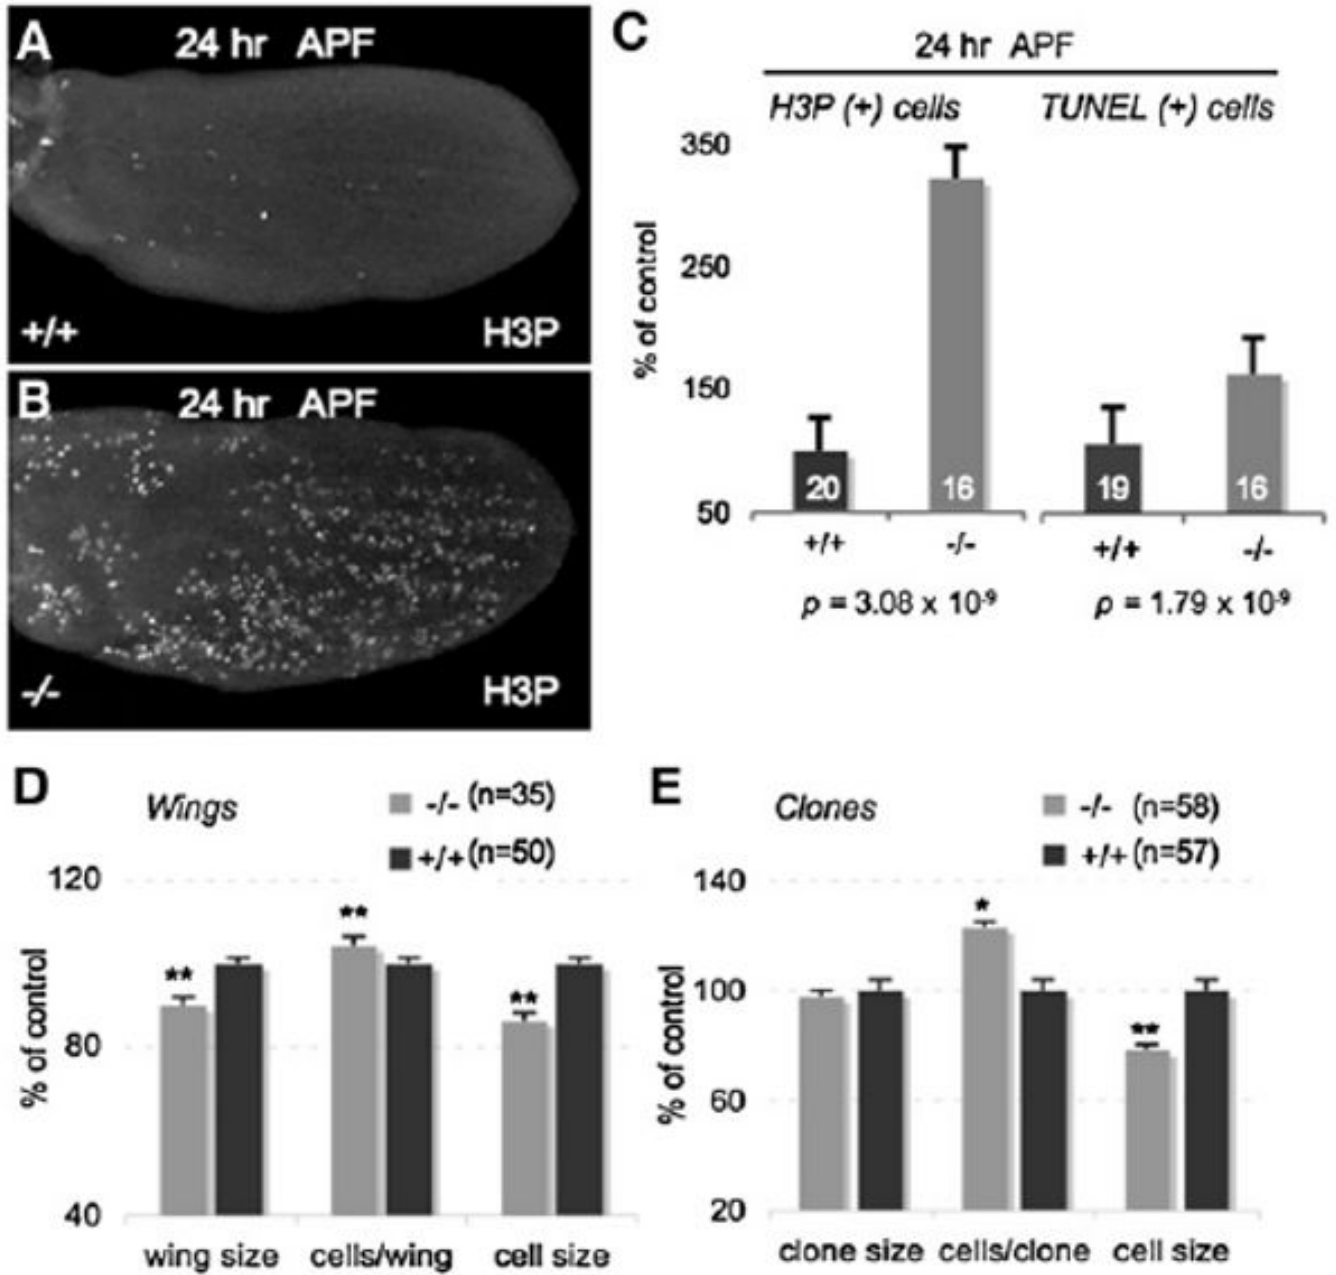 A
24 hr APF
+/+
H3P
B
24 hr APF
-/-
H3P
C
24 hr APF
H3P (+) cells
TUNEL (+) cells
% of control
350
250
150
50
20
16
19
16
+/+
-/-
+/+
-/-
p = 3.08 x 10-9
p = 1.79 x 10-9
D
Wings
-/- (n=35)
+/+ (n=50)
% of control
120
80
40
**
**
**
wing size
cells/wing
cell size
E
Clones
-/- (n=58)
+/+ (n=57)
% of control
140
100
60
20
*
**
clone size
cells/clone
cell size